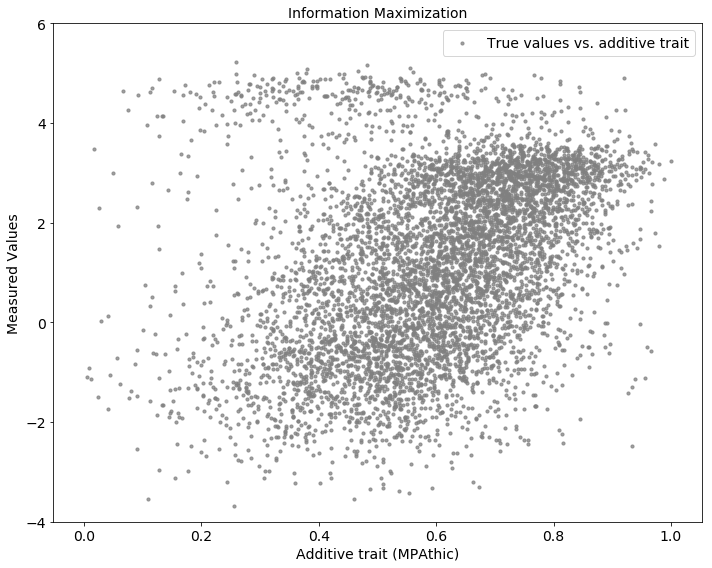 Information Maximization
True values vs. additive trait
6
4
2
0
−2
−4
Measured Values
0.0 0.2 0.4 0.6 0.8 1.0
Additive trait (MPAthic)